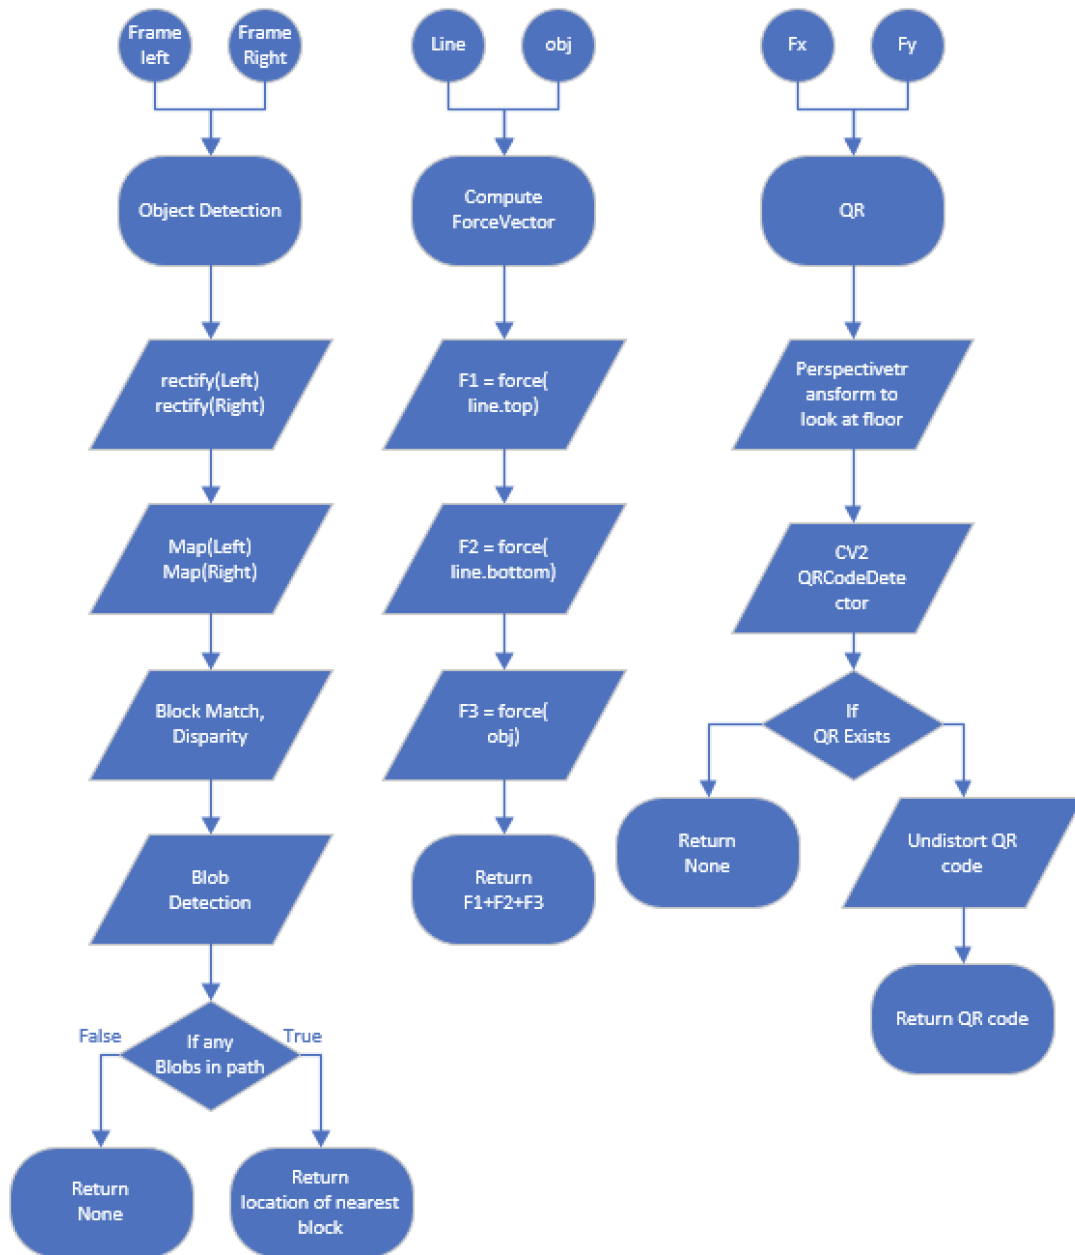 Frame
left
Frame
Right
Object Detection
rectify(Left)
rectify(Right)
Map(Left)
Map(Right)
Block Match,
Disparity
Blob
Detection
False
True
If any
Blobs in path
Return
None
Return
location of nearest
block
Line
obj
Compute
ForceVector
F1 = force(
line.top)
F2 = force(
line.bottom)
F3 = force(
obj)
Return
F1+F2+F3
Fx
Fy
QR
Perspectivetr
ansform to
look at floor
CV2
QRCodeDete
ctor
If
QR Exists
Return
None
Undistort QR
code
Return QR code